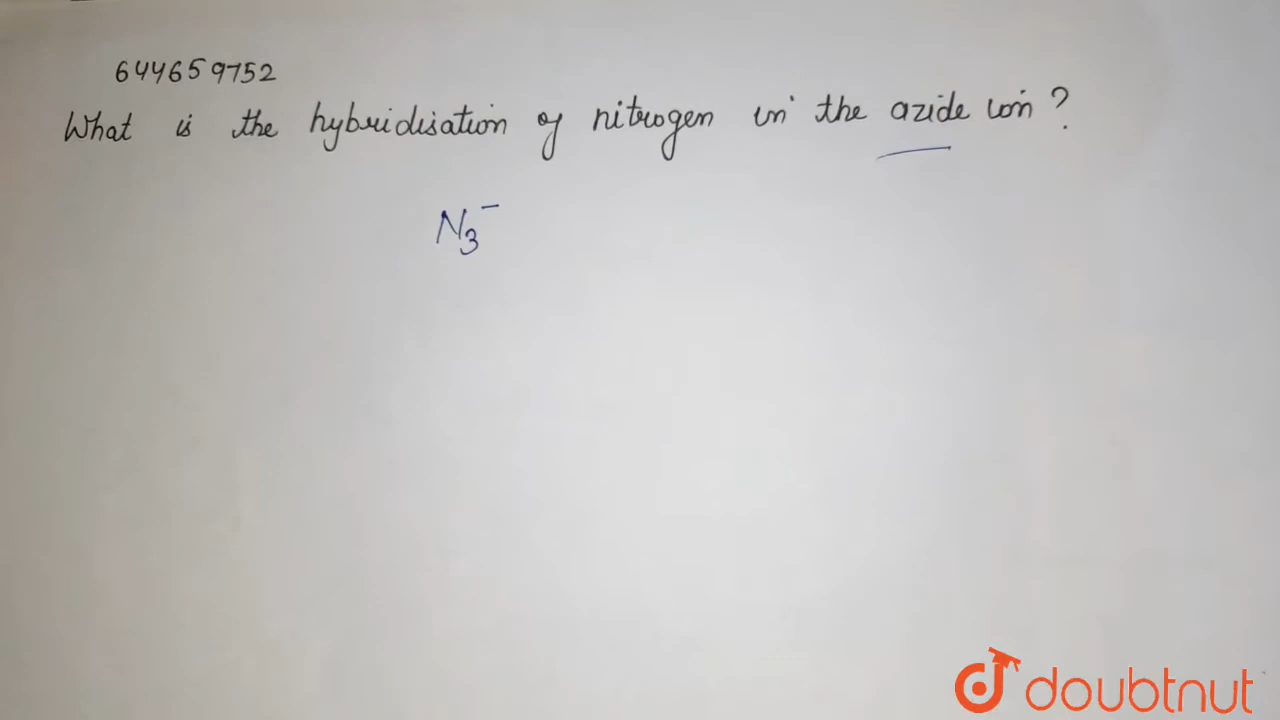 644659752
What is the hybridisation of nitrogen in the azide ion ?
N3⁻
doubtnut